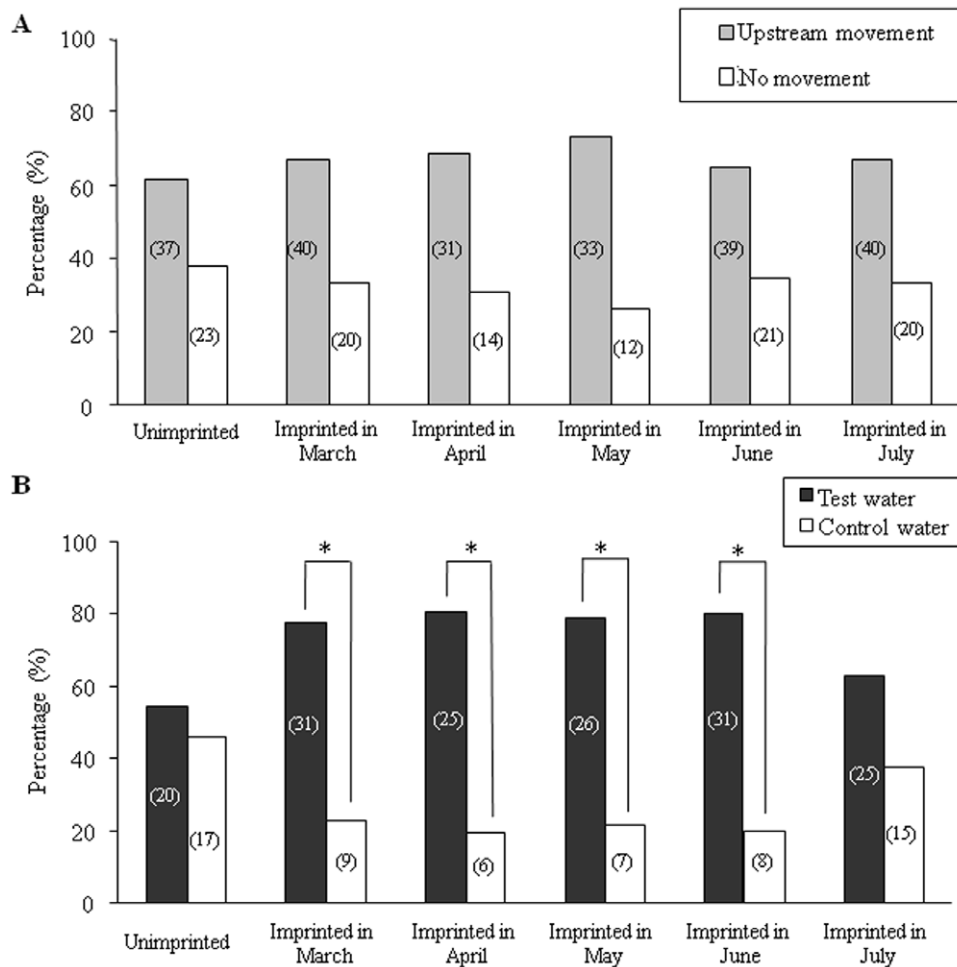 A
100
Upstream movement
No movement
80
60
40
20
0
Percentage (%)
(37)
(23)
(40)
(20)
(31)
(14)
(33)
(12)
(39)
(21)
(40)
(20)
Unimprinted
Imprinted in
March
Imprinted in
April
Imprinted in
May
Imprinted in
June
Imprinted in
July
B
Test water
Control water
100
80
60
40
20
0
Percentage (%)
*
*
*
*
(20)
(17)
(31)
(9)
(25)
(6)
(26)
(7)
(31)
(8)
(25)
(15)
Unimprinted
Imprinted in
March
Imprinted in
April
Imprinted in
May
Imprinted in
June
Imprinted in
July